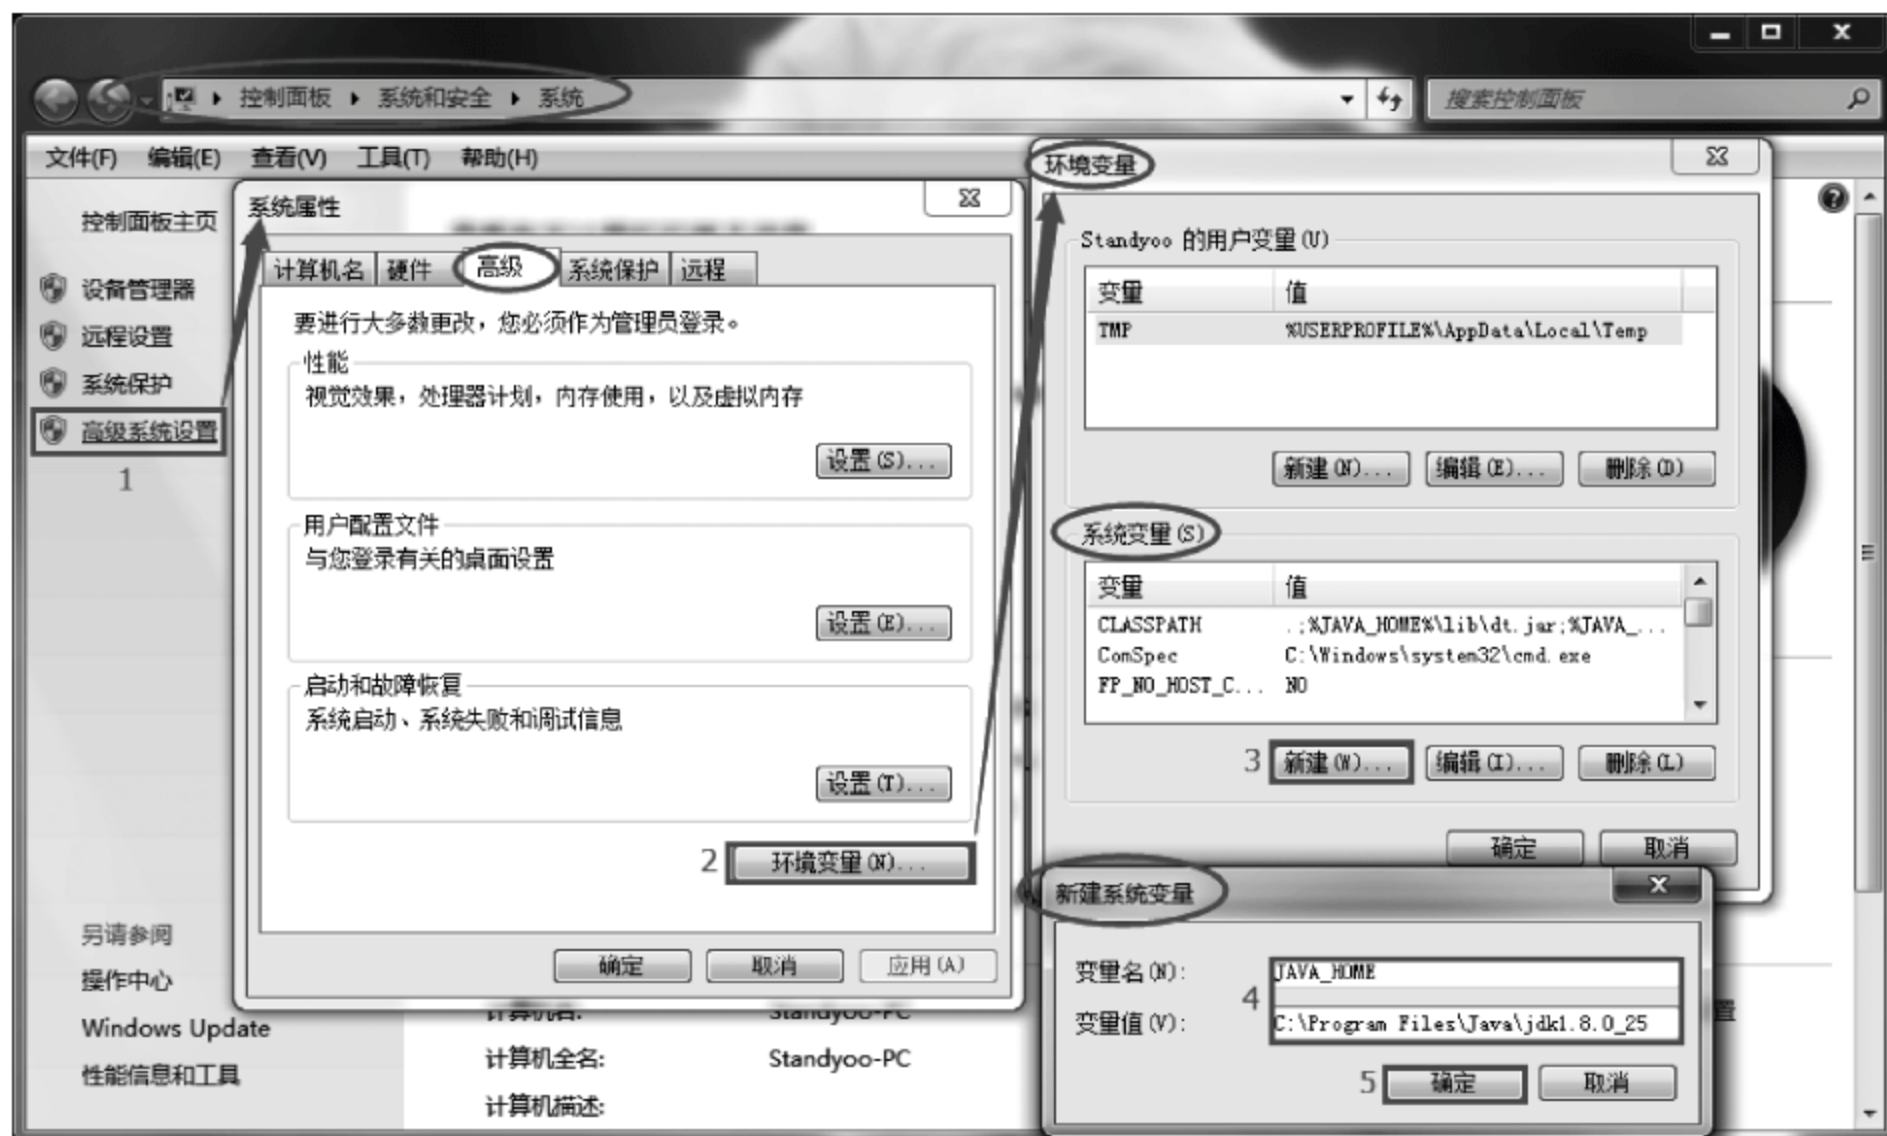 控制面板 ▸ 系统和安全 ▸ 系统
搜索控制面板
文件(F) 编辑(E) 查看(V) 工具(T) 帮助(H)
控制面板主页
设备管理器
远程设置
系统保护
高级系统设置
1
另请参阅
操作中心
Windows Update
性能信息和工具
系统属性
计算机名 硬件 高级 系统保护 远程
要进行大多数更改，您必须作为管理员登录。
性能
视觉效果，处理器计划，内存使用，以及虚拟内存
设置(S)...
用户配置文件
与您登录有关的桌面设置
设置(E)...
启动和故障恢复
系统启动、系统失败和调试信息
设置(T)...
2 环境变量(N)...
确定 取消 应用(A)
计算机名: Standyoo-PC
计算机全名: Standyoo-PC
计算机描述:
环境变量
Standyoo 的用户变量(U)
变量 值
TMP %USERPROFILE%\AppData\Local\Temp
新建(N)... 编辑(E)... 删除(D)
系统变量(S)
变量 值
CLASSPATH .;%JAVA_HOME%\lib\dt.jar;%JAVA_...
ComSpec C:\Windows\system32\cmd.exe
FP_NO_HOST_C... NO
3 新建(W)... 编辑(I)... 删除(L)
确定 取消
新建系统变量
变量名(N): JAVA_HOME
4
变量值(V): C:\Program Files\Java\jdk1.8.0_25
5 确定 取消
置